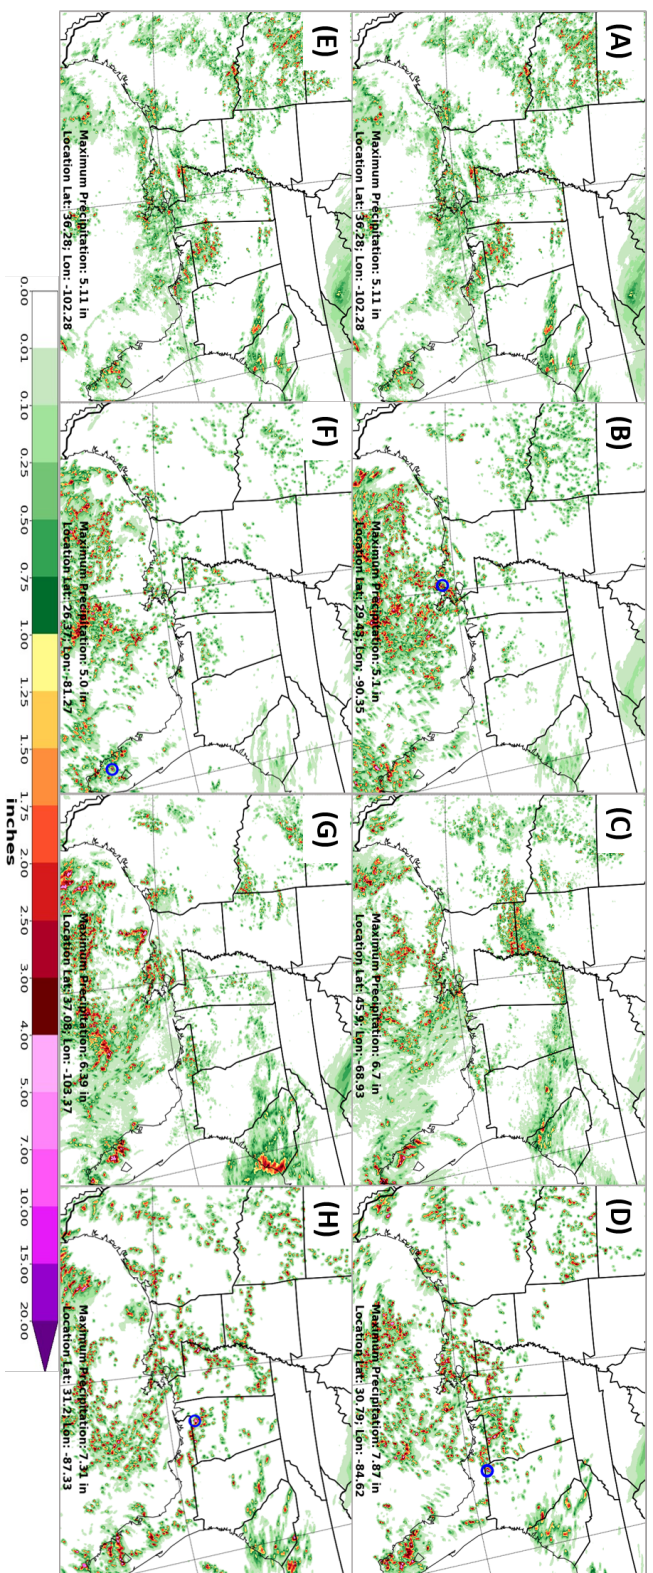 (A)
Maximum Precipitation: 5.11 in
Location Lat: 36.28; Lon: -102.28
(B)
Maximum Precipitation: 5.1 in
Location Lat: 29.43; Lon: -90.35
(C)
Maximum Precipitation: 6.7 in
Location Lat: 45.9; Lon: -68.93
(D)
Maximum Precipitation: 7.87 in
Location Lat: 30.79; Lon: -84.62
(E)
Maximum Precipitation: 5.11 in
Location Lat: 36.28; Lon: -102.28
(F)
Maximum Precipitation: 5.0 in
Location Lat: 26.37; Lon: -81.27
(G)
Maximum Precipitation: 6.39 in
Location Lat: 37.08; Lon: -103.37
(H)
Maximum Precipitation: 7.31 in
Location Lat: 31.2; Lon: -87.33
0.00 0.01 0.10 0.25 0.50 0.75 1.00 1.25 1.50 1.75 2.00 2.50 3.00 4.00 5.00 7.00 10.00 15.00 20.00
inches